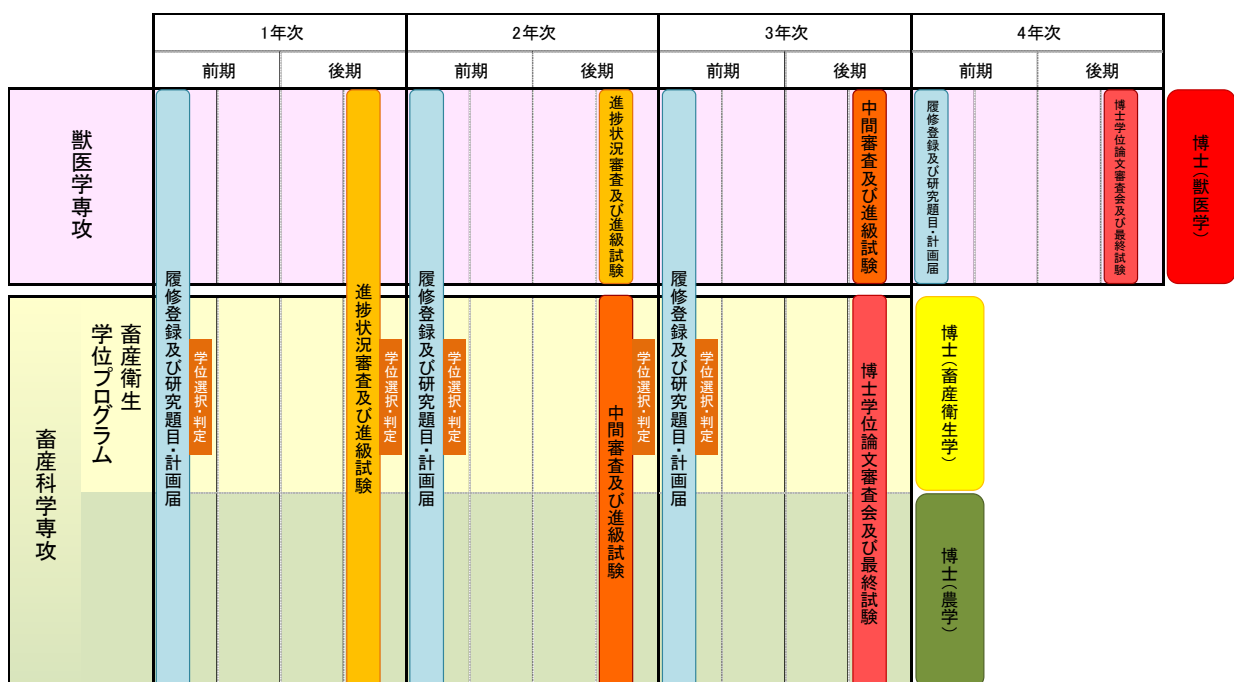 1年次
2年次
3年次
4年次
前期
後期
前期
後期
前期
後期
前期
後期
獣医学専攻
履修登録及び研究題目・計画届
進捗状況審査及び進級試験
履修登録及び研究題目・計画届
進捗状況審査及び進級試験
履修登録及び研究題目・計画届
中間審査及び進級試験
履修登録及び研究題目・計画届
博士学位論文審査会及び最終試験
博士(獣医学)
畜産科学専攻
畜産衛生
学位プログラム
学位選択・判定
学位選択・判定
学位選択・判定
中間審査及び進級試験
学位選択・判定
学位選択・判定
博士学位論文審査会及び最終試験
博士(畜産衛生学)
博士(農学)